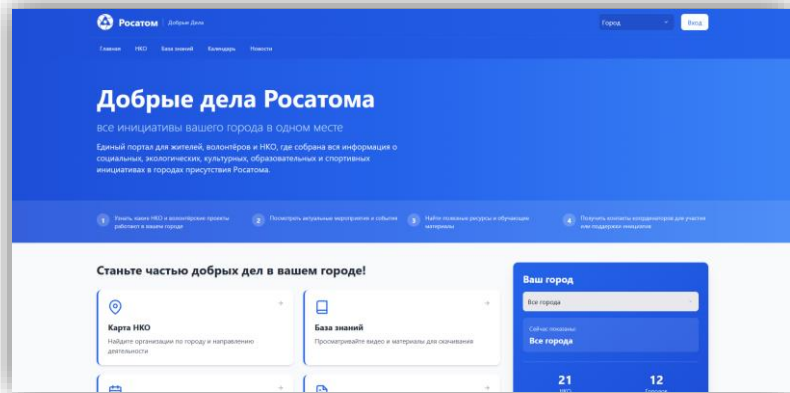 Росатом | Добрые Дела
Город
Вход
Главная НКО База знаний Календарь Новости
Добрые дела Росатома
все инициативы вашего города в одном месте
Единый портал для жителей, волонтёров и НКО, где собрана вся информация о
социальных, экологических, культурных, образовательных и спортивных
инициативах в городах присутствия Росатома.
1 Узнать, какие НКО и волонтёрские проекты
работают в вашем городе
2 Посмотреть актуальные мероприятия и события
3 Найти полезные ресурсы и обучающие
материалы
4 Получить контакты координаторов для участия
или поддержки инициатив
Станьте частью добрых дел в вашем городе!
Карта НКО
Найдите организации по городу и направлению
деятельности
База знаний
Просматривайте видео и материалы для скачивания
Ваш город
Все города
Сейчас показаны:
Все города
21
НКО
12
Городов